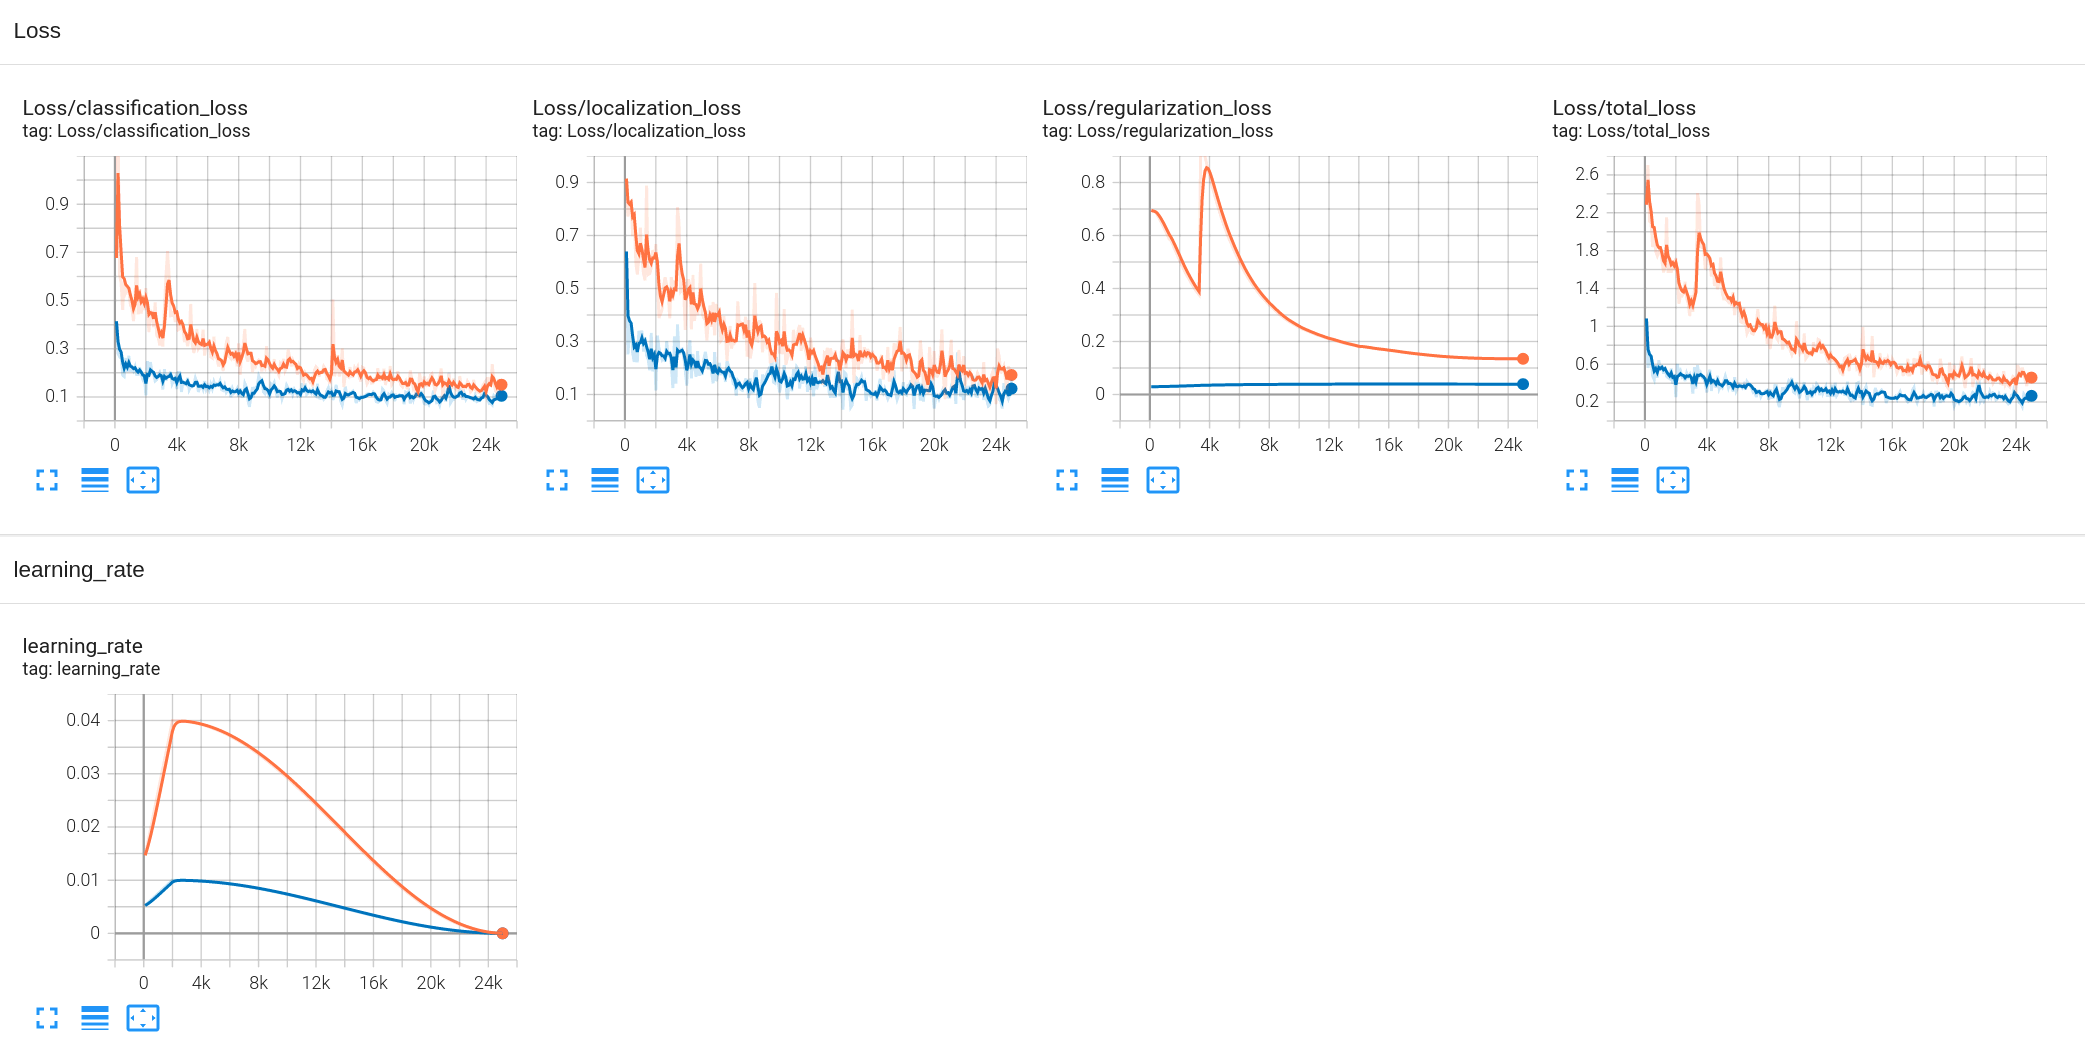 Loss
Loss/classification_loss
tag: Loss/classification_loss
0.9
0.7
0.5
0.3
0.1
0 4k 8k 12k 16k 20k 24k
Loss/localization_loss
tag: Loss/localization_loss
0.9
0.7
0.5
0.3
0.1
0 4k 8k 12k 16k 20k 24k
Loss/regularization_loss
tag: Loss/regularization_loss
0.8
0.6
0.4
0.2
0
0 4k 8k 12k 16k 20k 24k
Loss/total_loss
tag: Loss/total_loss
2.6
2.2
1.8
1.4
1
0.6
0.2
0 4k 8k 12k 16k 20k 24k
learning_rate
learning_rate
tag: learning_rate
0.04
0.03
0.02
0.01
0
0 4k 8k 12k 16k 20k 24k